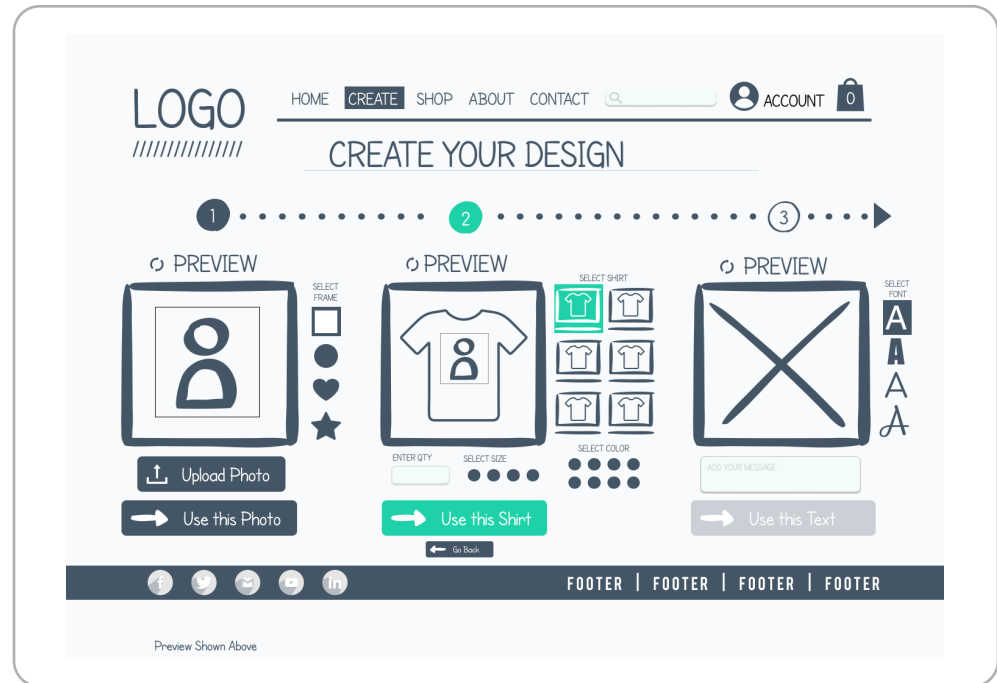 LOGO
HOME CREATE SHOP ABOUT CONTACT
ACCOUNT 0
CREATE YOUR DESIGN
1 2 3
PREVIEW
SELECT
FRAME
Upload Photo
Use this Photo
PREVIEW
SELECT SHIRT
ENTER QTY
SELECT SIZE
SELECT COLOR
Use this Shirt
Go Back
PREVIEW
SELECT
FONT
A
A
A
A
ADD YOUR MESSAGE
Use this Text
f in
FOOTER | FOOTER | FOOTER | FOOTER
Preview Shown Above